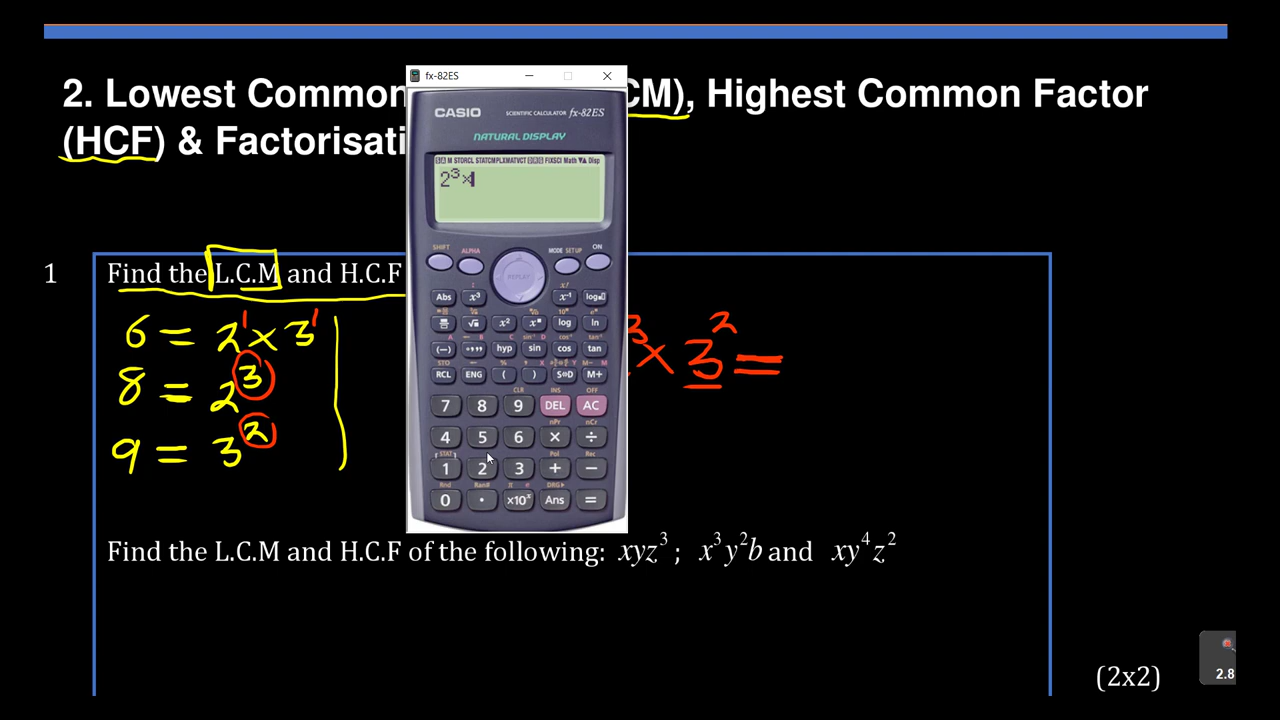 2. Lowest Common CM), Highest Common Factor
(HCF) & Factorisati
fx-82ES
CASIO SCIENTIFIC CALCULATOR fx-82ES
NATURAL DISPLAY
2³×
SHIFT ALPHA MODE SETUP ON
REPLAY
Abs x³ x! x⁻¹ log
√ x² log ln
(−) hyp sin cos tan
RCL ENG ( ) S⇔D M+
7 8 9 DEL AC
4 5 6 × ÷
1 2 3 + −
0 . ×10ˣ Ans =
1 Find the L.C.M and H.C.F
6 = 2¹ × 3¹
8 = 2³
9 = 3²
³ × 3² =
Find the L.C.M and H.C.F of the following: xyz³ ; x³y²b and xy⁴z²
(2x2)
2.8